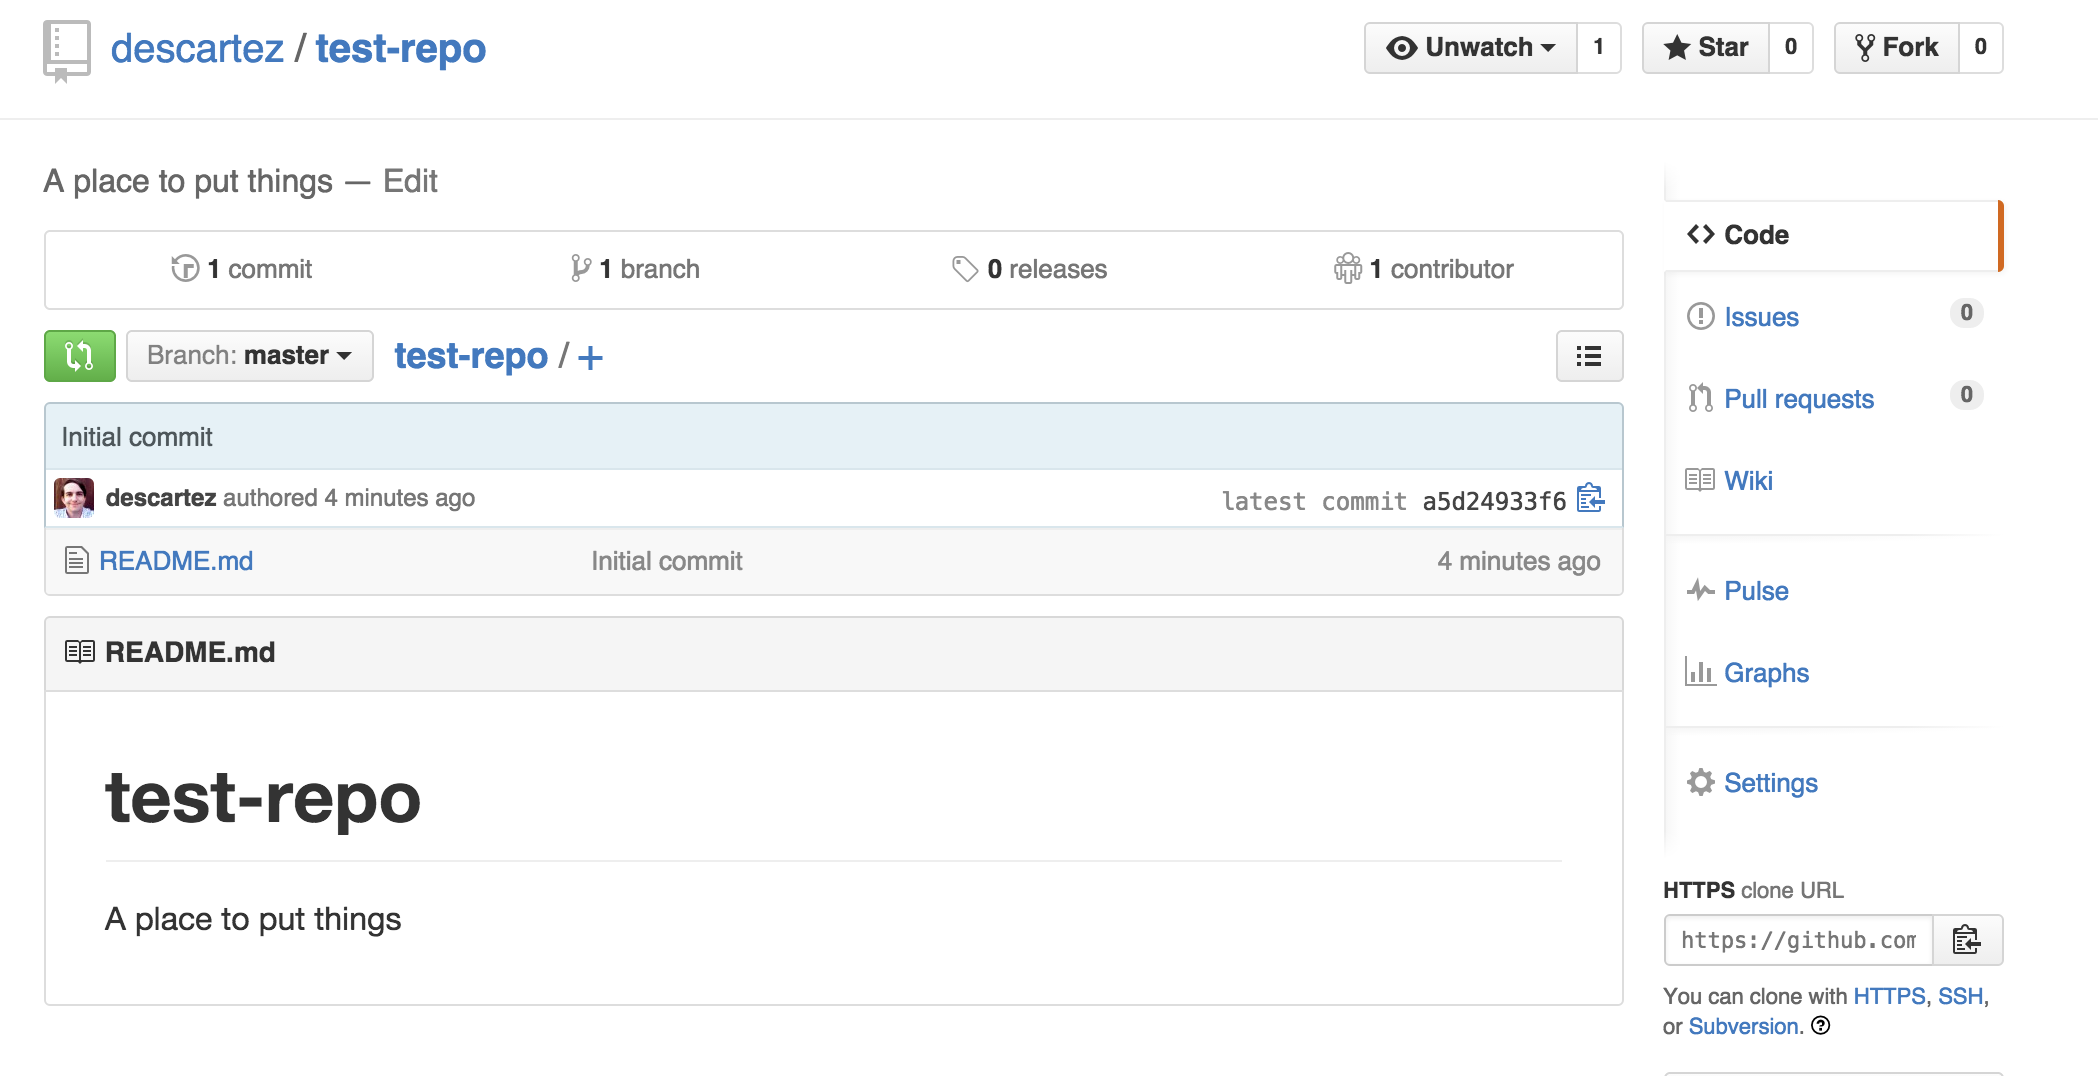 descartez / test-repo
Unwatch 1 Star 0 Fork 0
A place to put things — Edit
1 commit 1 branch 0 releases 1 contributor
Branch: master test-repo / +
Initial commit
descartez authored 4 minutes ago latest commit a5d24933f6
README.md Initial commit 4 minutes ago
README.md
test-repo
A place to put things
Code
Issues 0
Pull requests 0
Wiki
Pulse
Graphs
Settings
HTTPS clone URL
https://github.com
You can clone with HTTPS, SSH,
or Subversion.